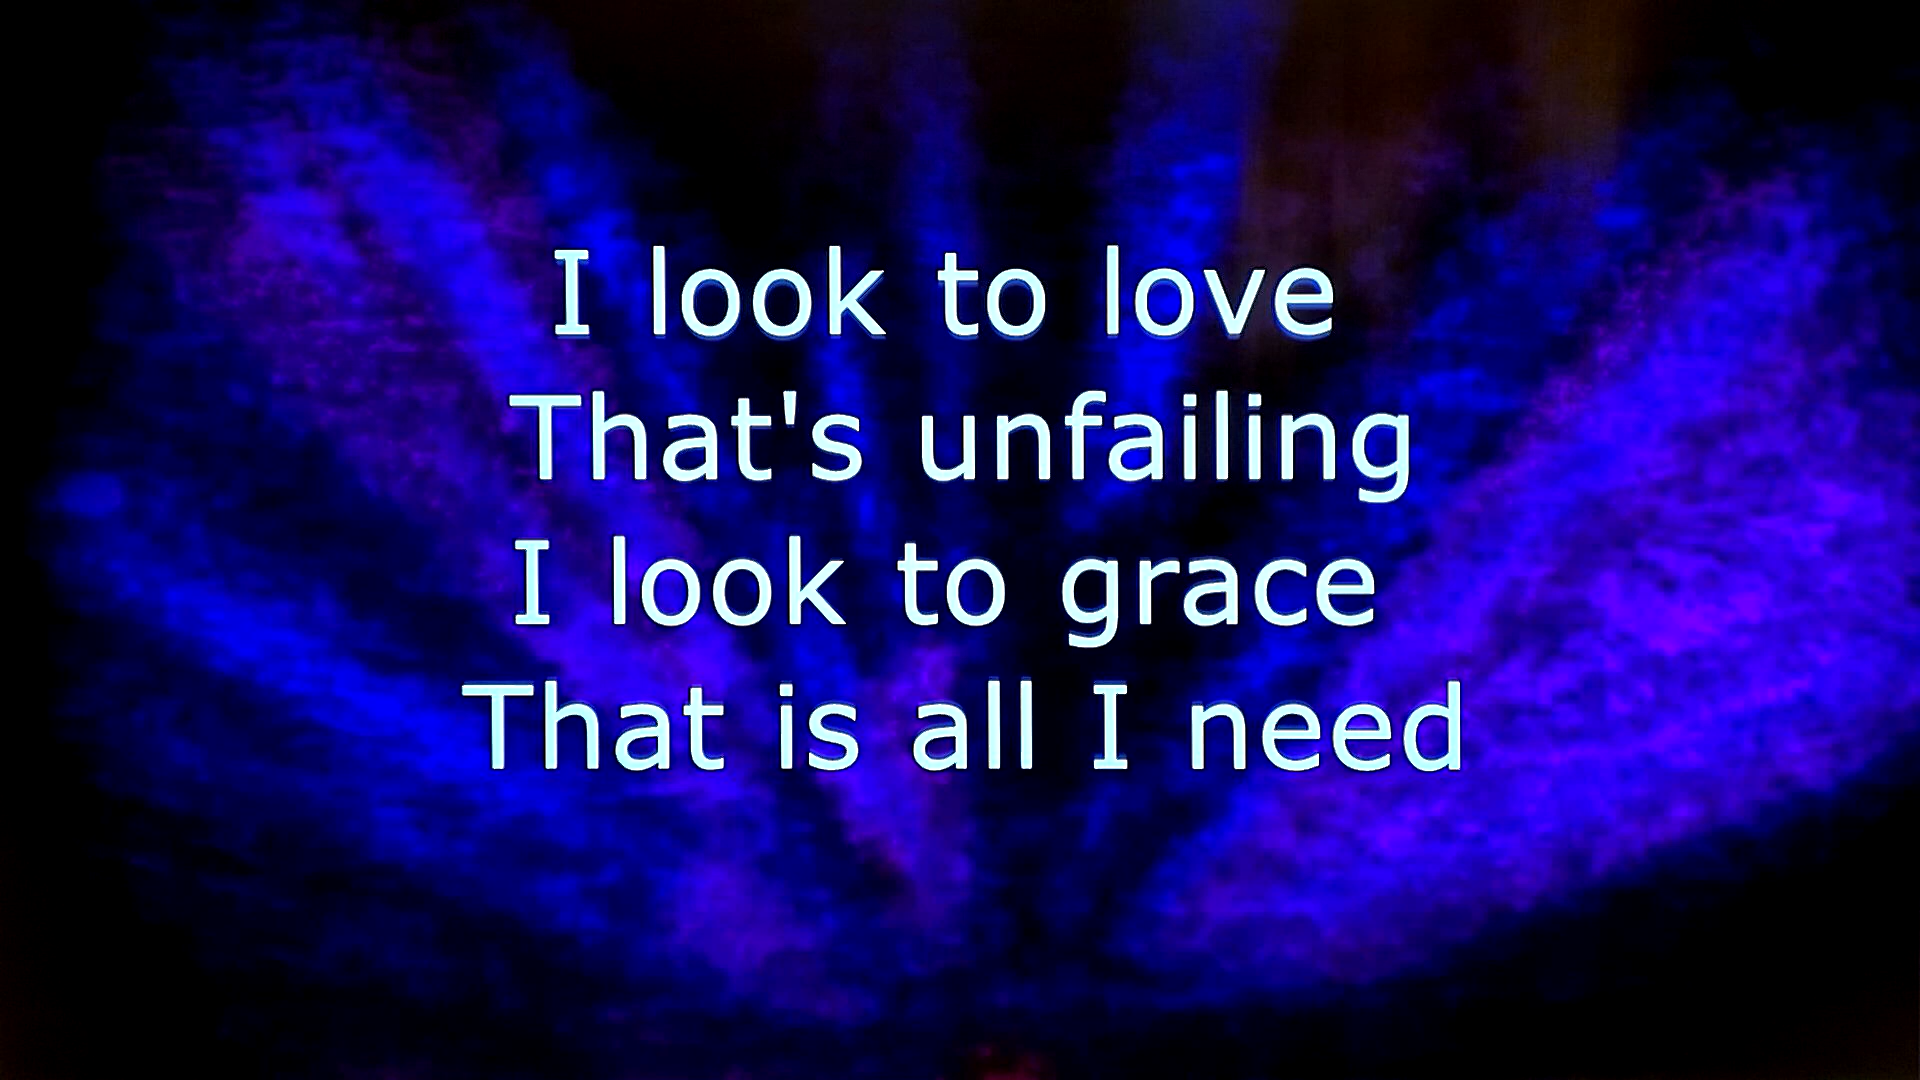 I look to love
That's unfailing
I look to grace
That is all I need